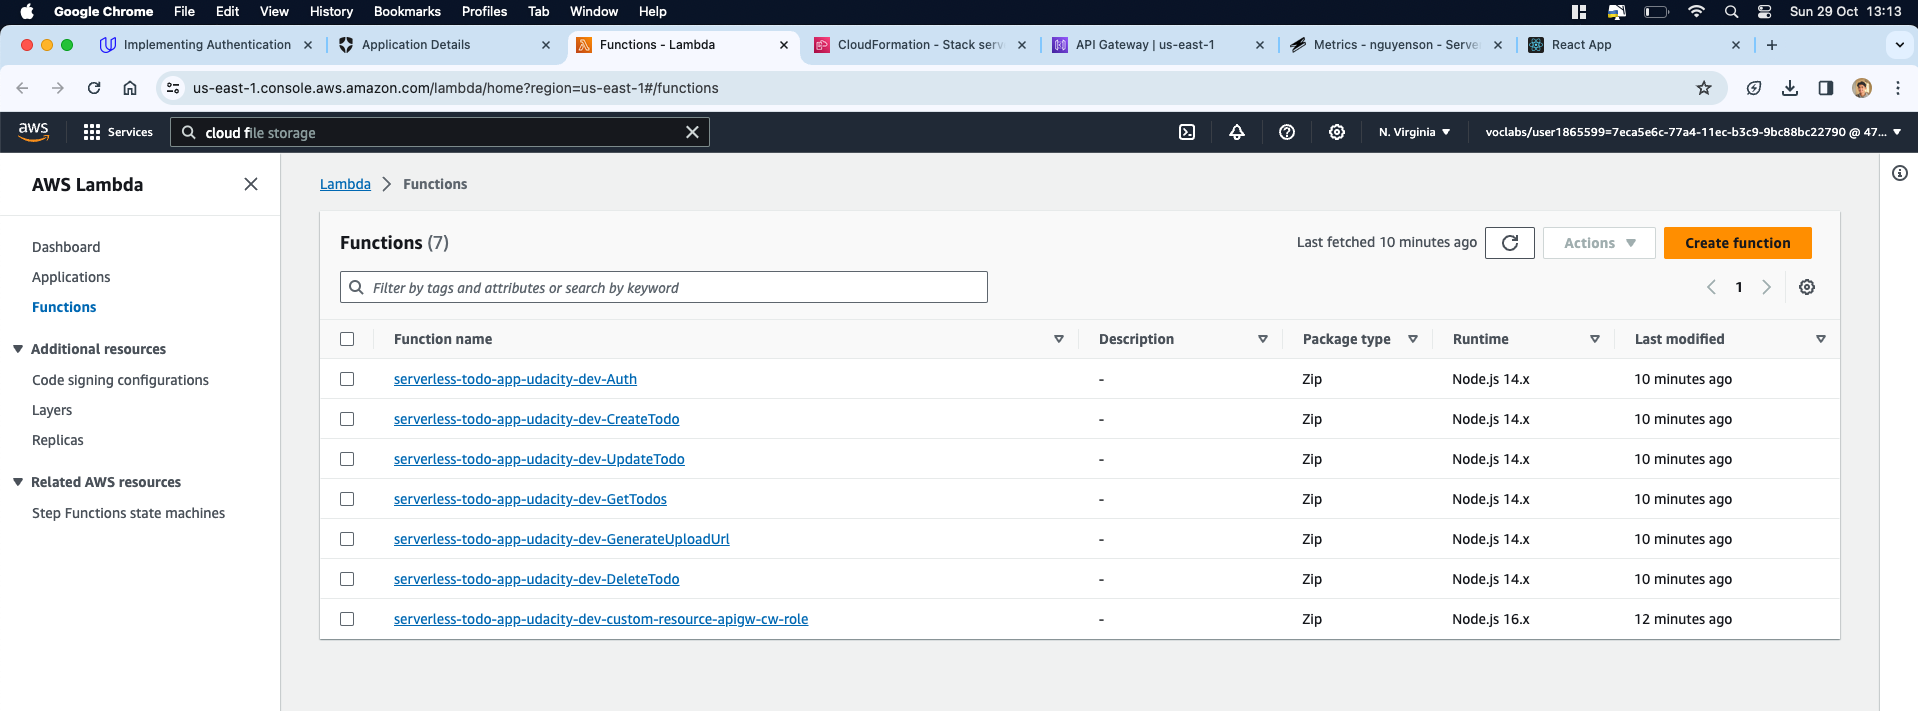 Google Chrome File Edit View History Bookmarks Profiles Tab Window Help Sun 29 Oct 13:13
Implementing Authentication Application Details Functions - Lambda CloudFormation - Stack serv API Gateway | us-east-1 Metrics - nguyenson - Serve React App
us-east-1.console.aws.amazon.com/lambda/home?region=us-east-1#/functions
aws Services cloud file storage N. Virginia voclabs/user1865599=7eca5e6c-77a4-11ec-b3c9-9bc88bc22790 @ 47...
AWS Lambda
Dashboard
Applications
Functions
Additional resources
Code signing configurations
Layers
Replicas
Related AWS resources
Step Functions state machines
Lambda Functions
Functions (7) Last fetched 10 minutes ago Actions Create function
Filter by tags and attributes or search by keyword 1
Function name Description Package type Runtime Last modified
serverless-todo-app-udacity-dev-Auth - Zip Node.js 14.x 10 minutes ago
serverless-todo-app-udacity-dev-CreateTodo - Zip Node.js 14.x 10 minutes ago
serverless-todo-app-udacity-dev-UpdateTodo - Zip Node.js 14.x 10 minutes ago
serverless-todo-app-udacity-dev-GetTodos - Zip Node.js 14.x 10 minutes ago
serverless-todo-app-udacity-dev-GenerateUploadUrl - Zip Node.js 14.x 10 minutes ago
serverless-todo-app-udacity-dev-DeleteTodo - Zip Node.js 14.x 10 minutes ago
serverless-todo-app-udacity-dev-custom-resource-apigw-cw-role - Zip Node.js 16.x 12 minutes ago